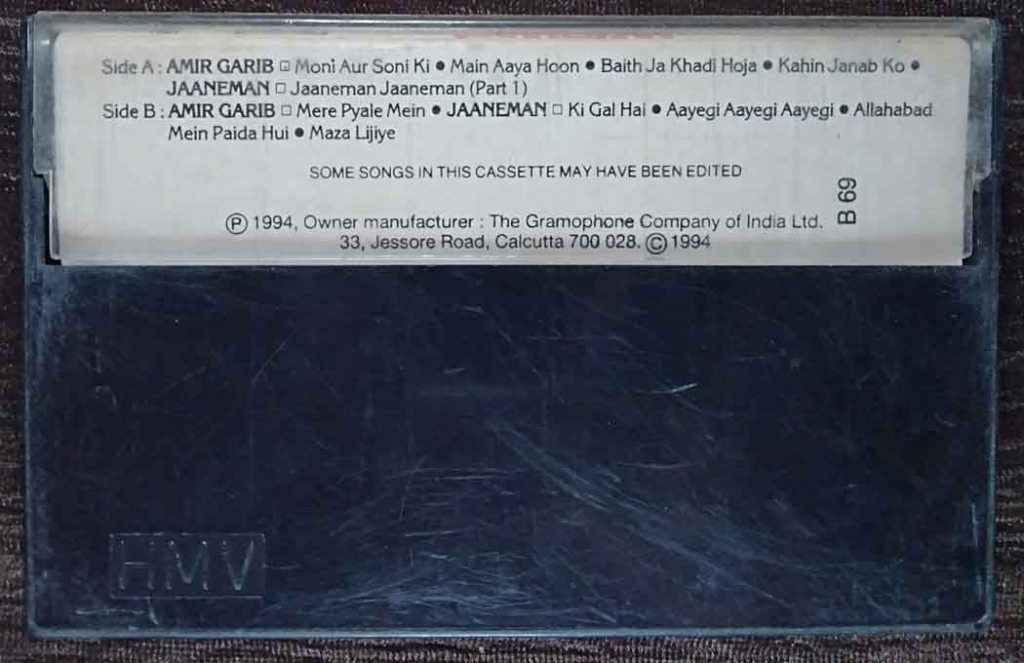 Side A : AMIR GARIB □ Moni Aur Soni Ki ● Main Aaya Hoon ● Baith Ja Khadi Hoja ● Kahin Janab Ko ●
JAANEMAN □ Jaaneman Jaaneman (Part 1)
Side B : AMIR GARIB □ Mere Pyale Mein ● JAANEMAN □ Ki Gal Hai ● Aayegi Aayegi Aayegi ● Allahabad
Mein Paida Hui ● Maza Lijiye
SOME SONGS IN THIS CASSETTE MAY HAVE BEEN EDITED
B 69
Ⓟ 1994, Owner manufacturer : The Gramophone Company of India Ltd.
33, Jessore Road, Calcutta 700 028. © 1994
HMV